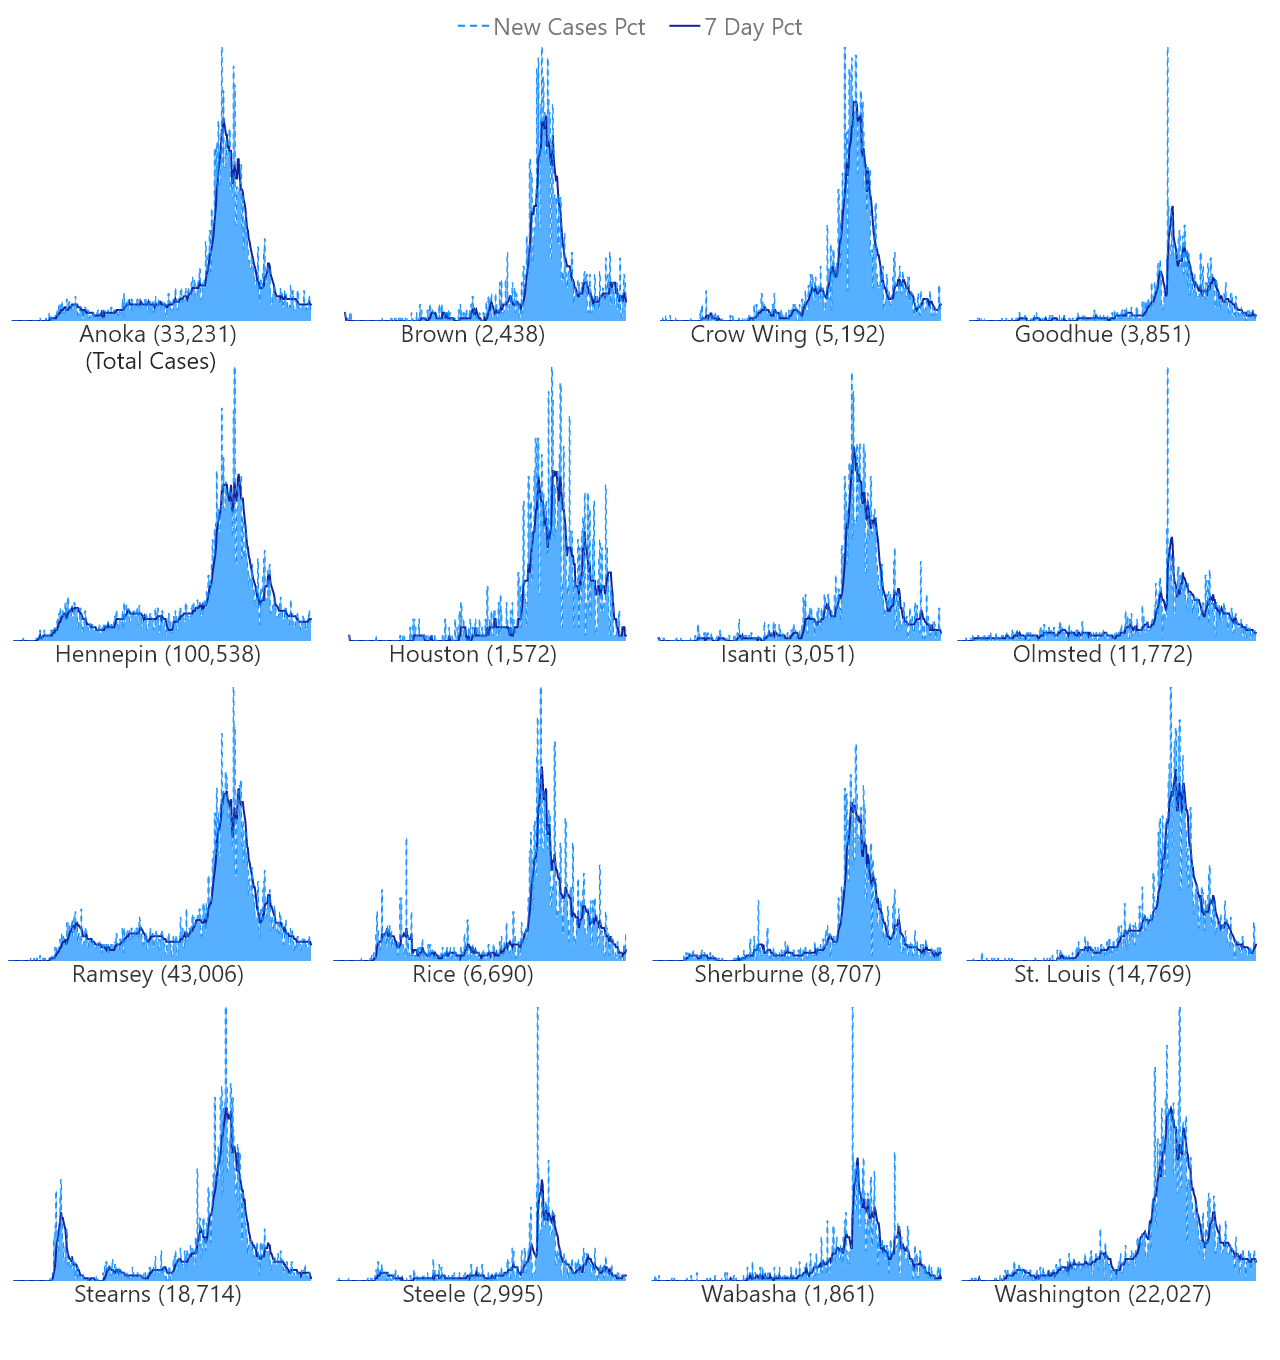 New Cases Pct 7 Day Pct
Anoka (33,231) Brown (2,438) Crow Wing (5,192) Goodhue (3,851)
(Total Cases)
Hennepin (100,538) Houston (1,572) Isanti (3,051) Olmsted (11,772)
Ramsey (43,006) Rice (6,690) Sherburne (8,707) St. Louis (14,769)
Stearns (18,714) Steele (2,995) Wabasha (1,861) Washington (22,027)